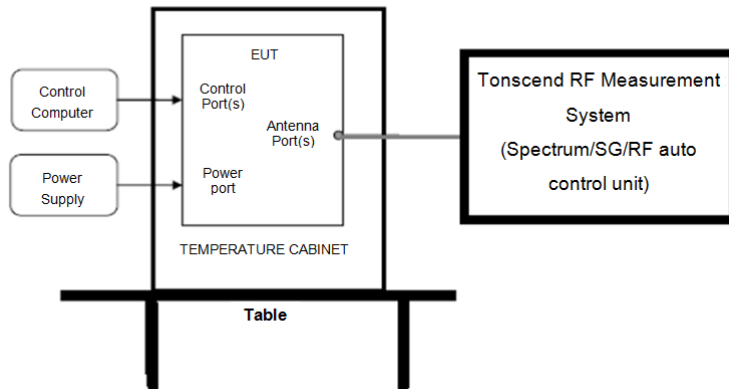 EUT
Control
Computer
Control
Port(s)
Antenna
Port(s)
Power
Supply
Power
port
TEMPERATURE CABINET
Table
Tonscend RF Measurement
System
(Spectrum/SG/RF auto
control unit)